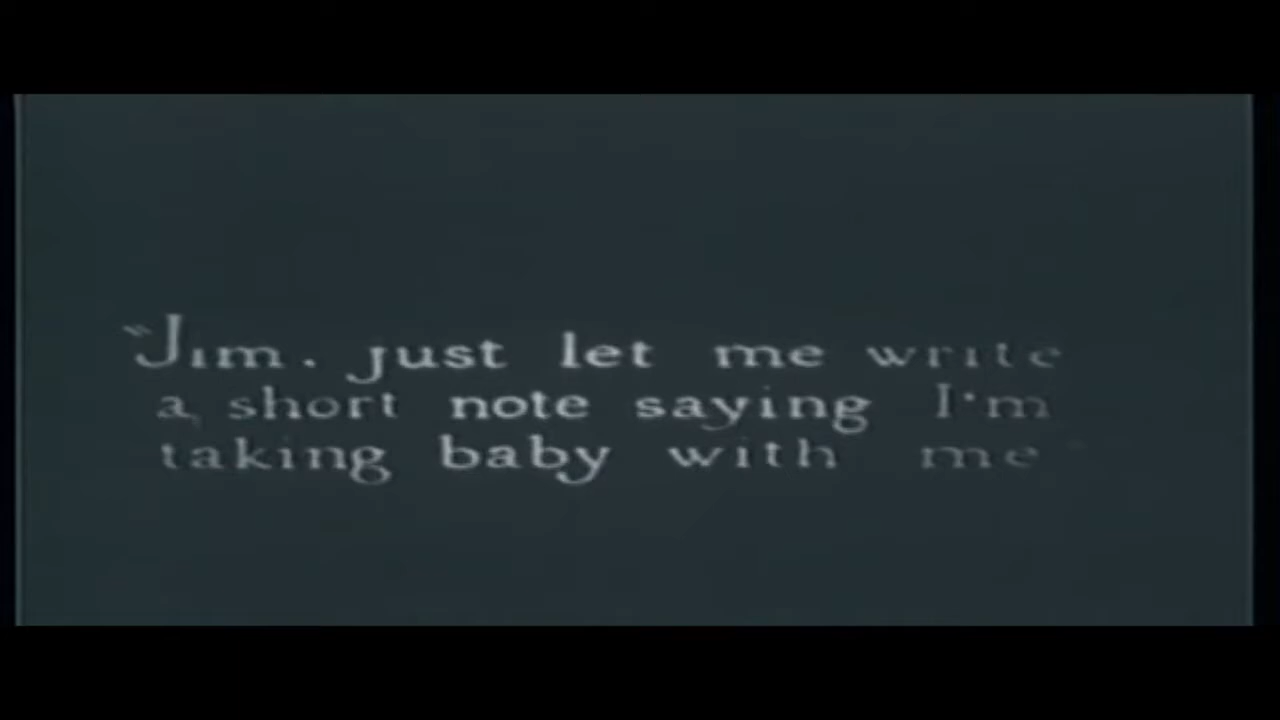 "Jim. just let me write
a short note saying I'm
taking baby with me"